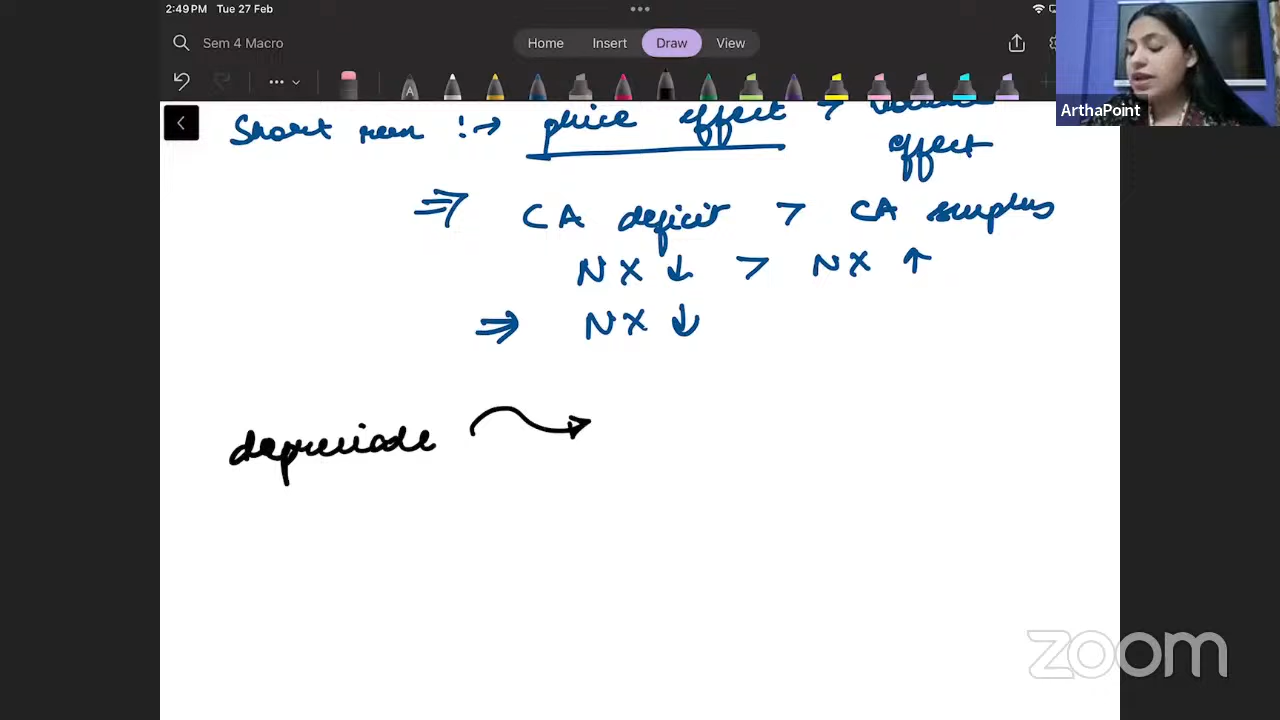 2:49 PM Tue 27 Feb
Sem 4 Macro
Home Insert Draw View
A
ArthaPoint
Short run :→ price effect > volume
effect
⇒ CA deficit > CA surplus
NX ↓ > NX ↑
⇒ NX ↓
depreciate
zoom